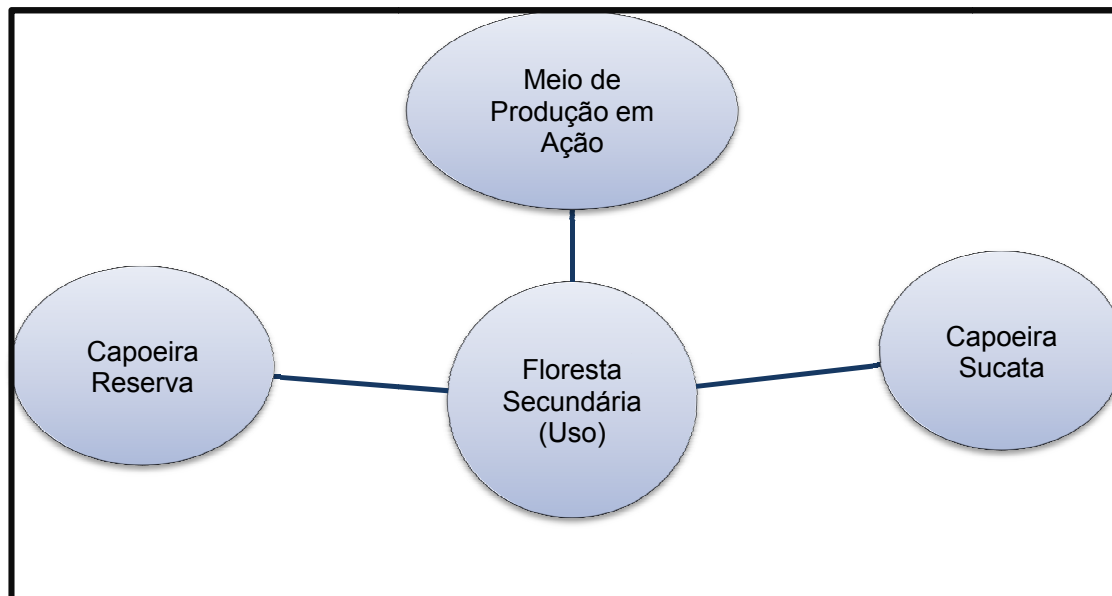 Meio de
Produção em
Ação
Capoeira
Reserva
Floresta
Secundária
(Uso)
Capoeira
Sucata